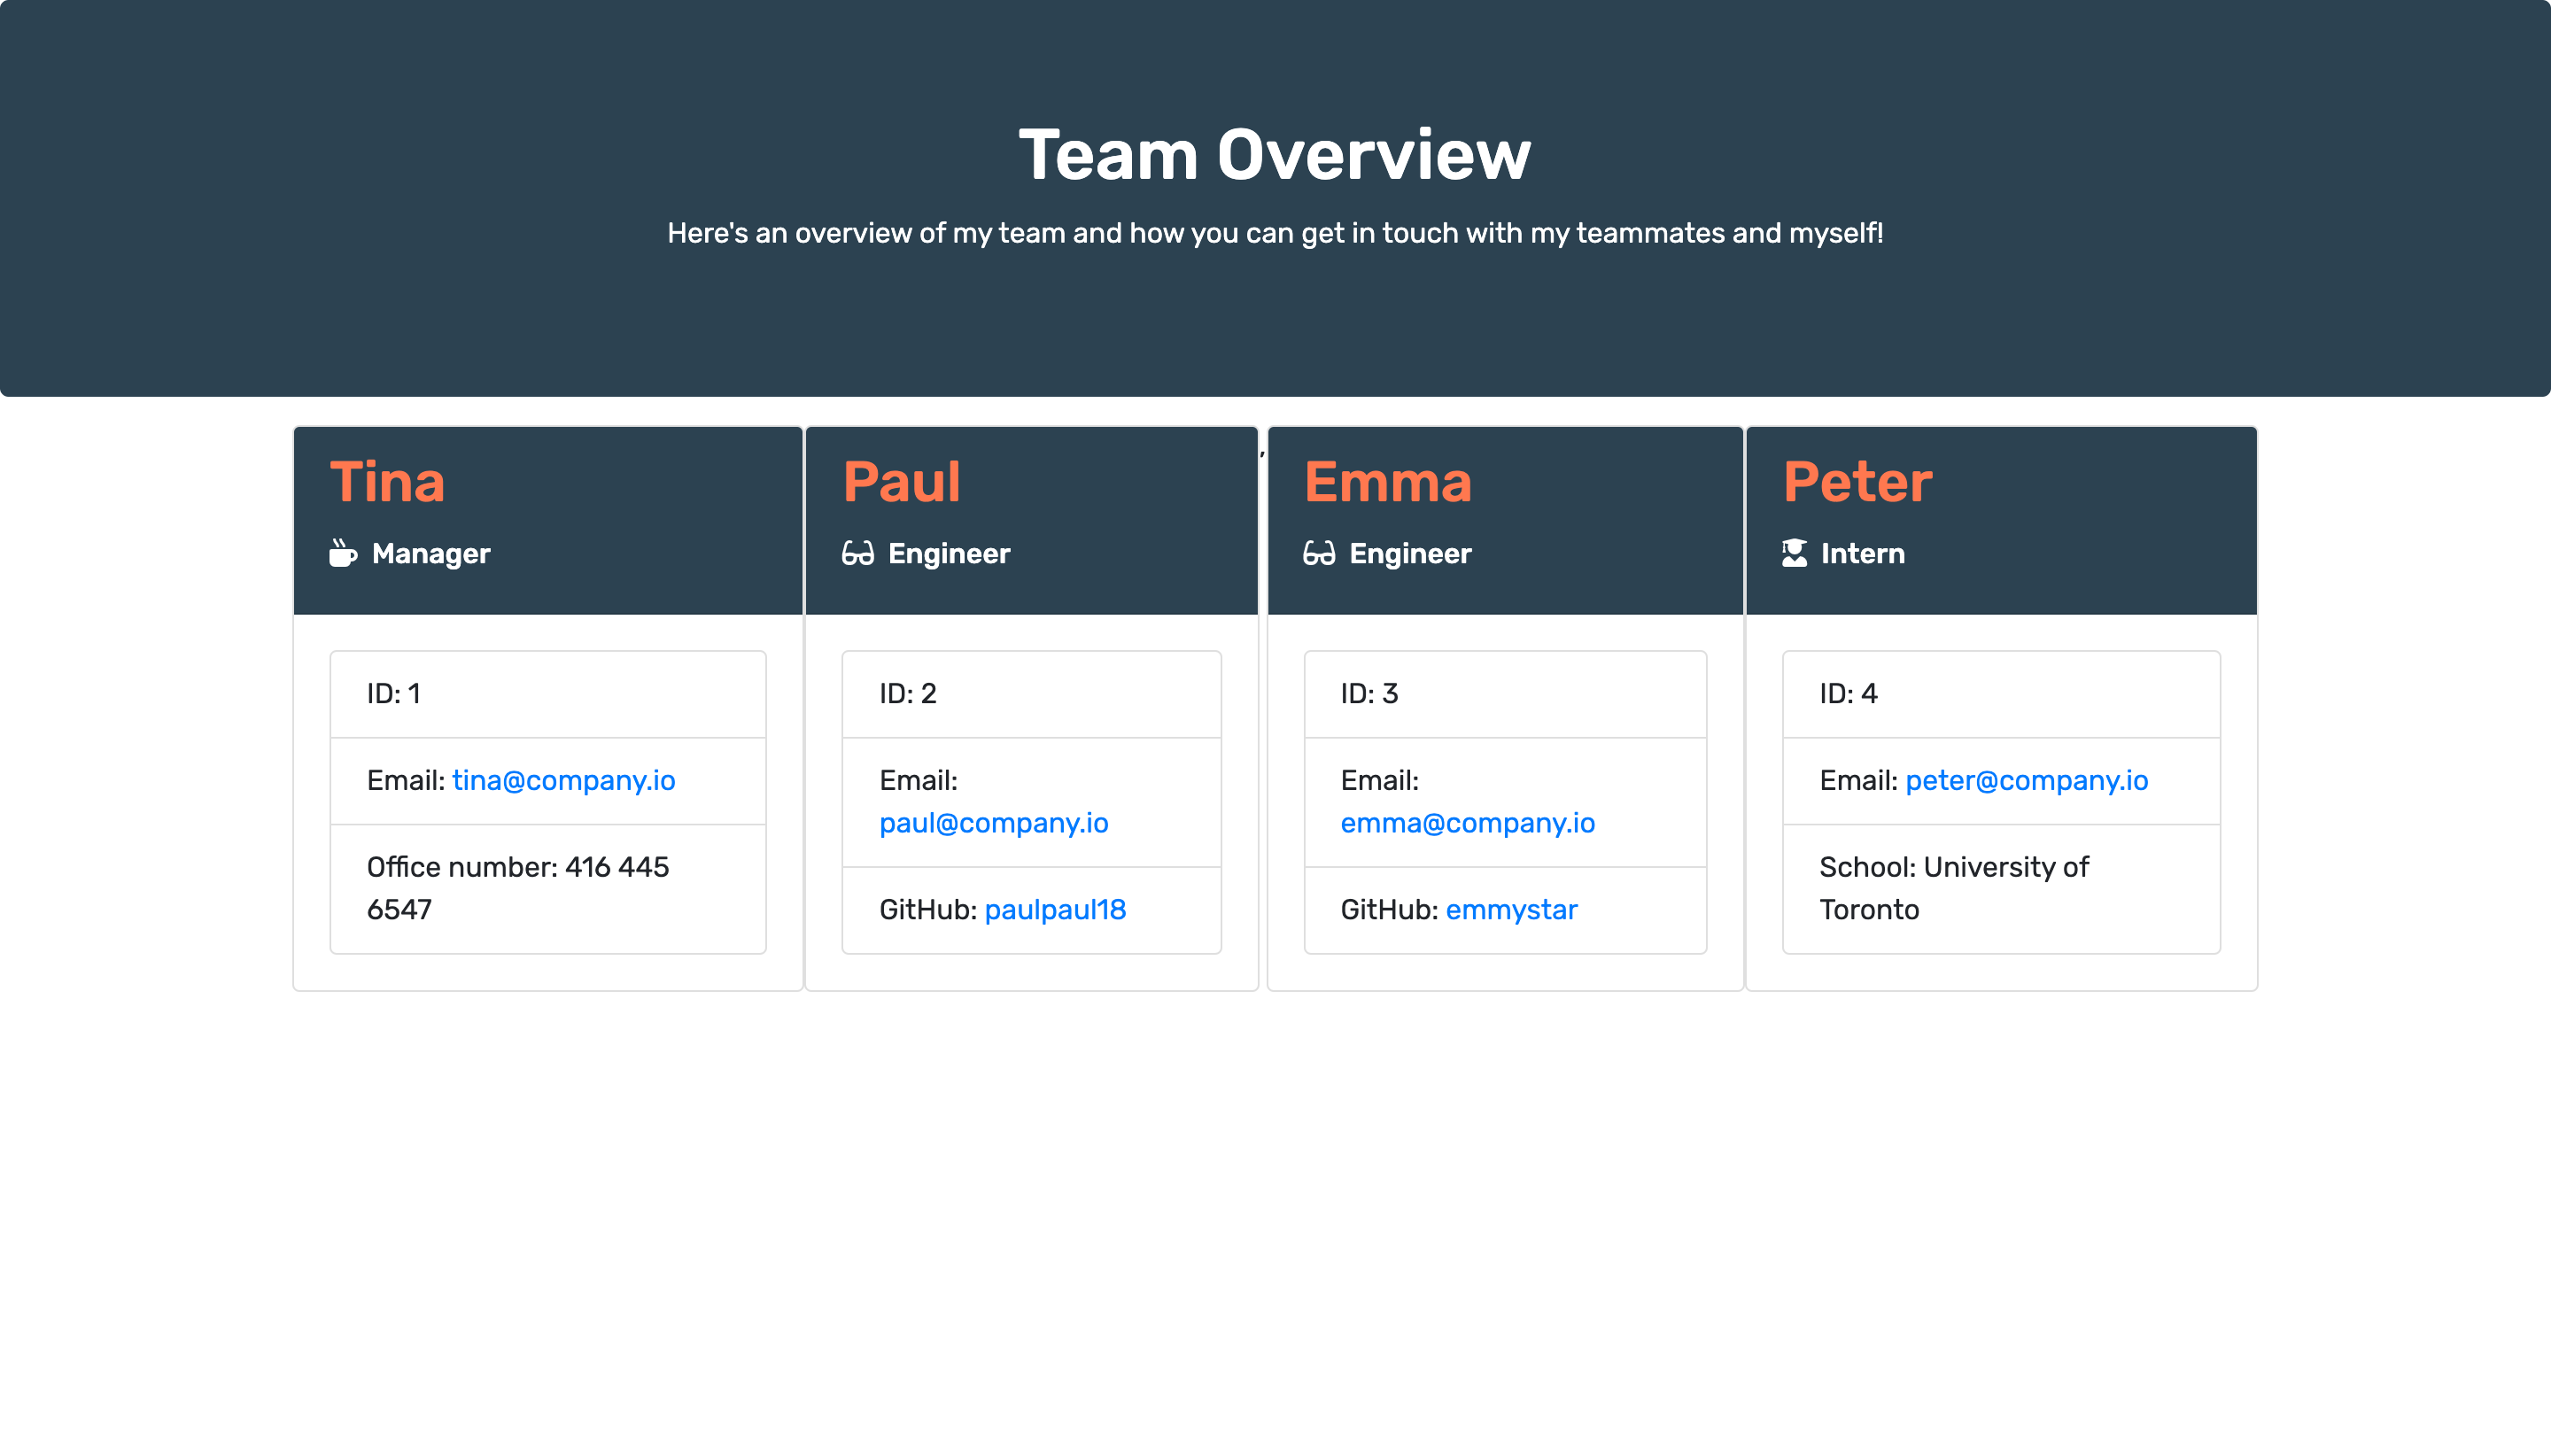 Team Overview
Here's an overview of my team and how you can get in touch with my teammates and myself!
Tina
Manager
ID: 1
Email: tina@company.io
Office number: 416 445
6547
Paul
Engineer
ID: 2
Email:
paul@company.io
GitHub: paulpaul18
,
Emma
Engineer
ID: 3
Email:
emma@company.io
GitHub: emmystar
Peter
Intern
ID: 4
Email: peter@company.io
School: University of
Toronto